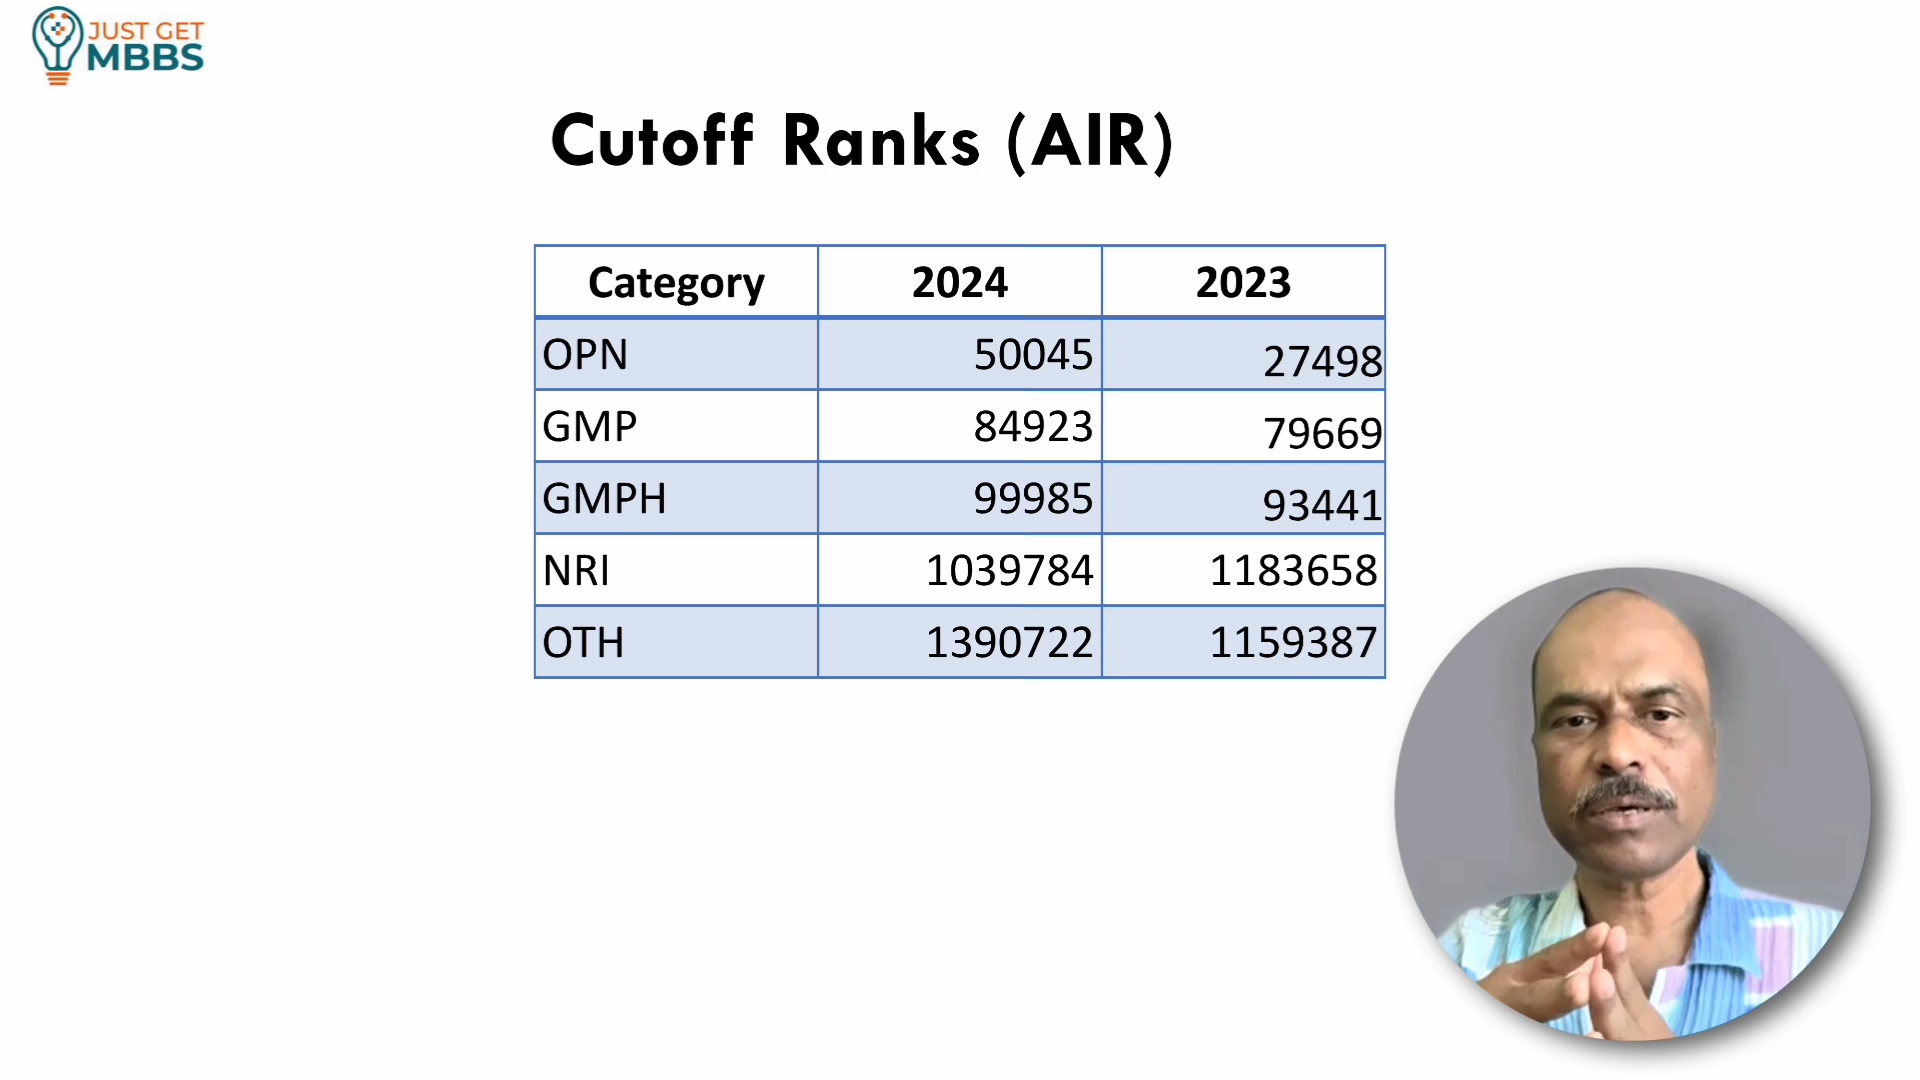 JUST GET
MBBS
Cutoff Ranks (AIR)
Category 2024 2023
OPN 50045 27498
GMP 84923 79669
GMPH 99985 93441
NRI 1039784 1183658
OTH 1390722 1159387